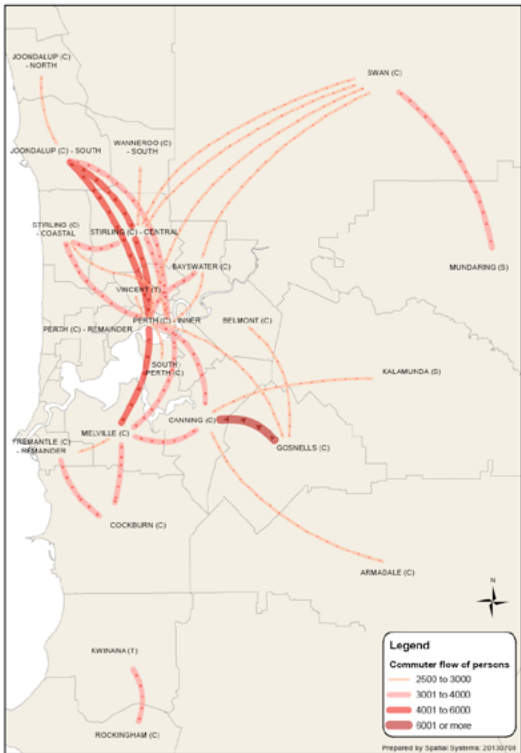 JOONDALUP (C)
- NORTH
SWAN (C)
WANNEROO (C)
- SOUTH
JOONDALUP (C) - SOUTH
STIRLING (C)
- COASTAL
STIRLING (C) - CENTRAL
BAYSWATER (C)
MUNDARING (S)
VINCENT (T)
PERTH (C) - INNER
BELMONT (C)
PERTH (C) - REMAINDER
SOUTH
PERTH (C)
KALAMUNDA (S)
CANNING (C)
MELVILLE (C)
FREMANTLE (C)
- REMAINDER
GOSNELLS (C)
COCKBURN (C)
ARMADALE (C)
N
KWINANA (T)
ROCKINGHAM (C)
Legend
Commuter flow of persons
2500 to 3000
3001 to 4000
4001 to 6000
6001 or more
Prepared by Spatial Systems: